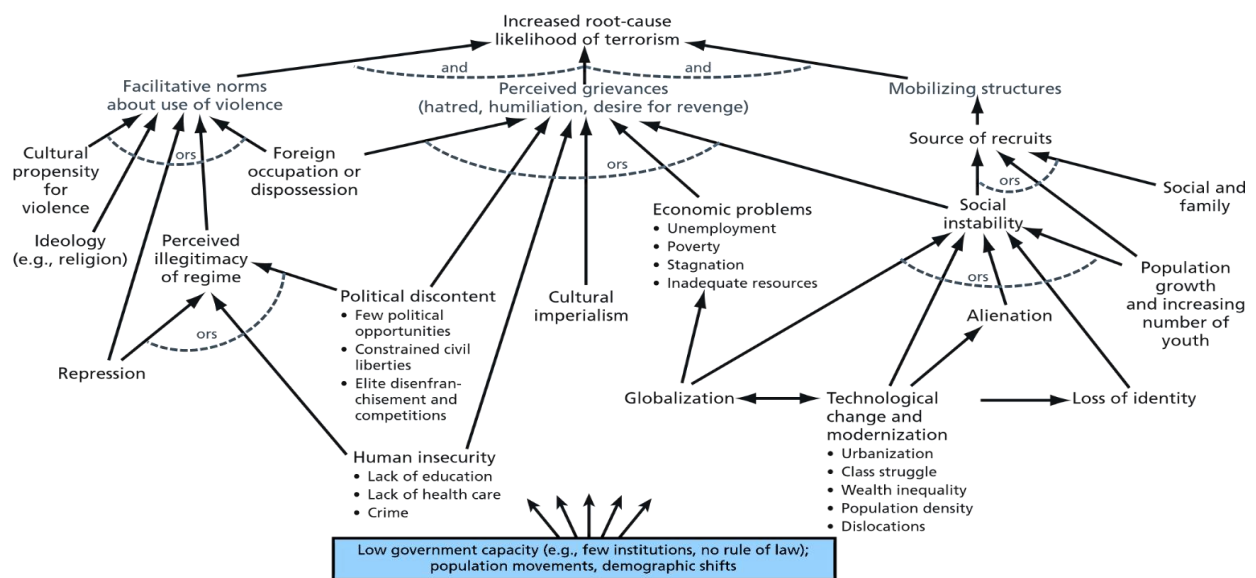 Increased root-cause
likelihood of terrorism
and
and
Facilitative norms
about use of violence
Perceived grievances
(hatred, humiliation, desire for revenge)
Mobilizing structures
Source of recruits
Cultural
propensity
for
violence
ors
Foreign
occupation or
dispossession
ors
ors
Social and
family
Ideology
(e.g., religion)
Perceived
illegitimacy
of regime
Economic problems
• Unemployment
• Poverty
• Stagnation
• Inadequate resources
Social
instability
ors
Population
growth
and increasing
number of
youth
Political discontent
• Few political
opportunities
• Constrained civil
liberties
• Elite disenfran-
chisement and
competitions
Cultural
imperialism
Alienation
ors
Repression
Globalization
Technological
change and
modernization
• Urbanization
• Class struggle
• Wealth inequality
• Population density
• Dislocations
Loss of identity
Human insecurity
• Lack of education
• Lack of health care
• Crime
Low government capacity (e.g., few institutions, no rule of law);
population movements, demographic shifts